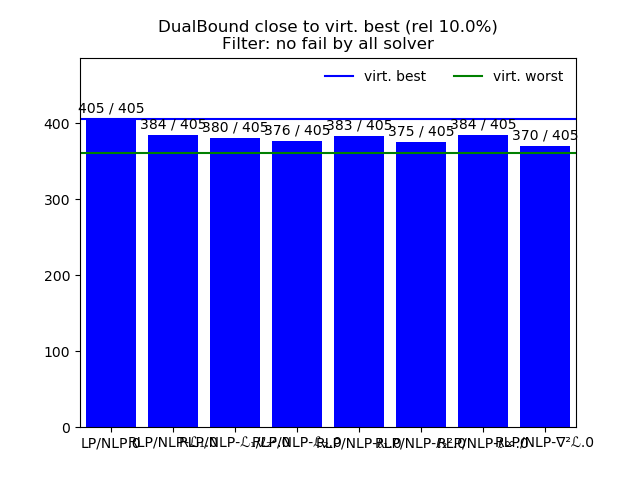 DualBound close to virt. best (rel 10.0%)
Filter: no fail by all solver
virt. best
virt. worst
405 / 405
384 / 405
380 / 405
376 / 405
383 / 405
375 / 405
384 / 405
370 / 405
400
300
200
100
0
LP/NLP.0